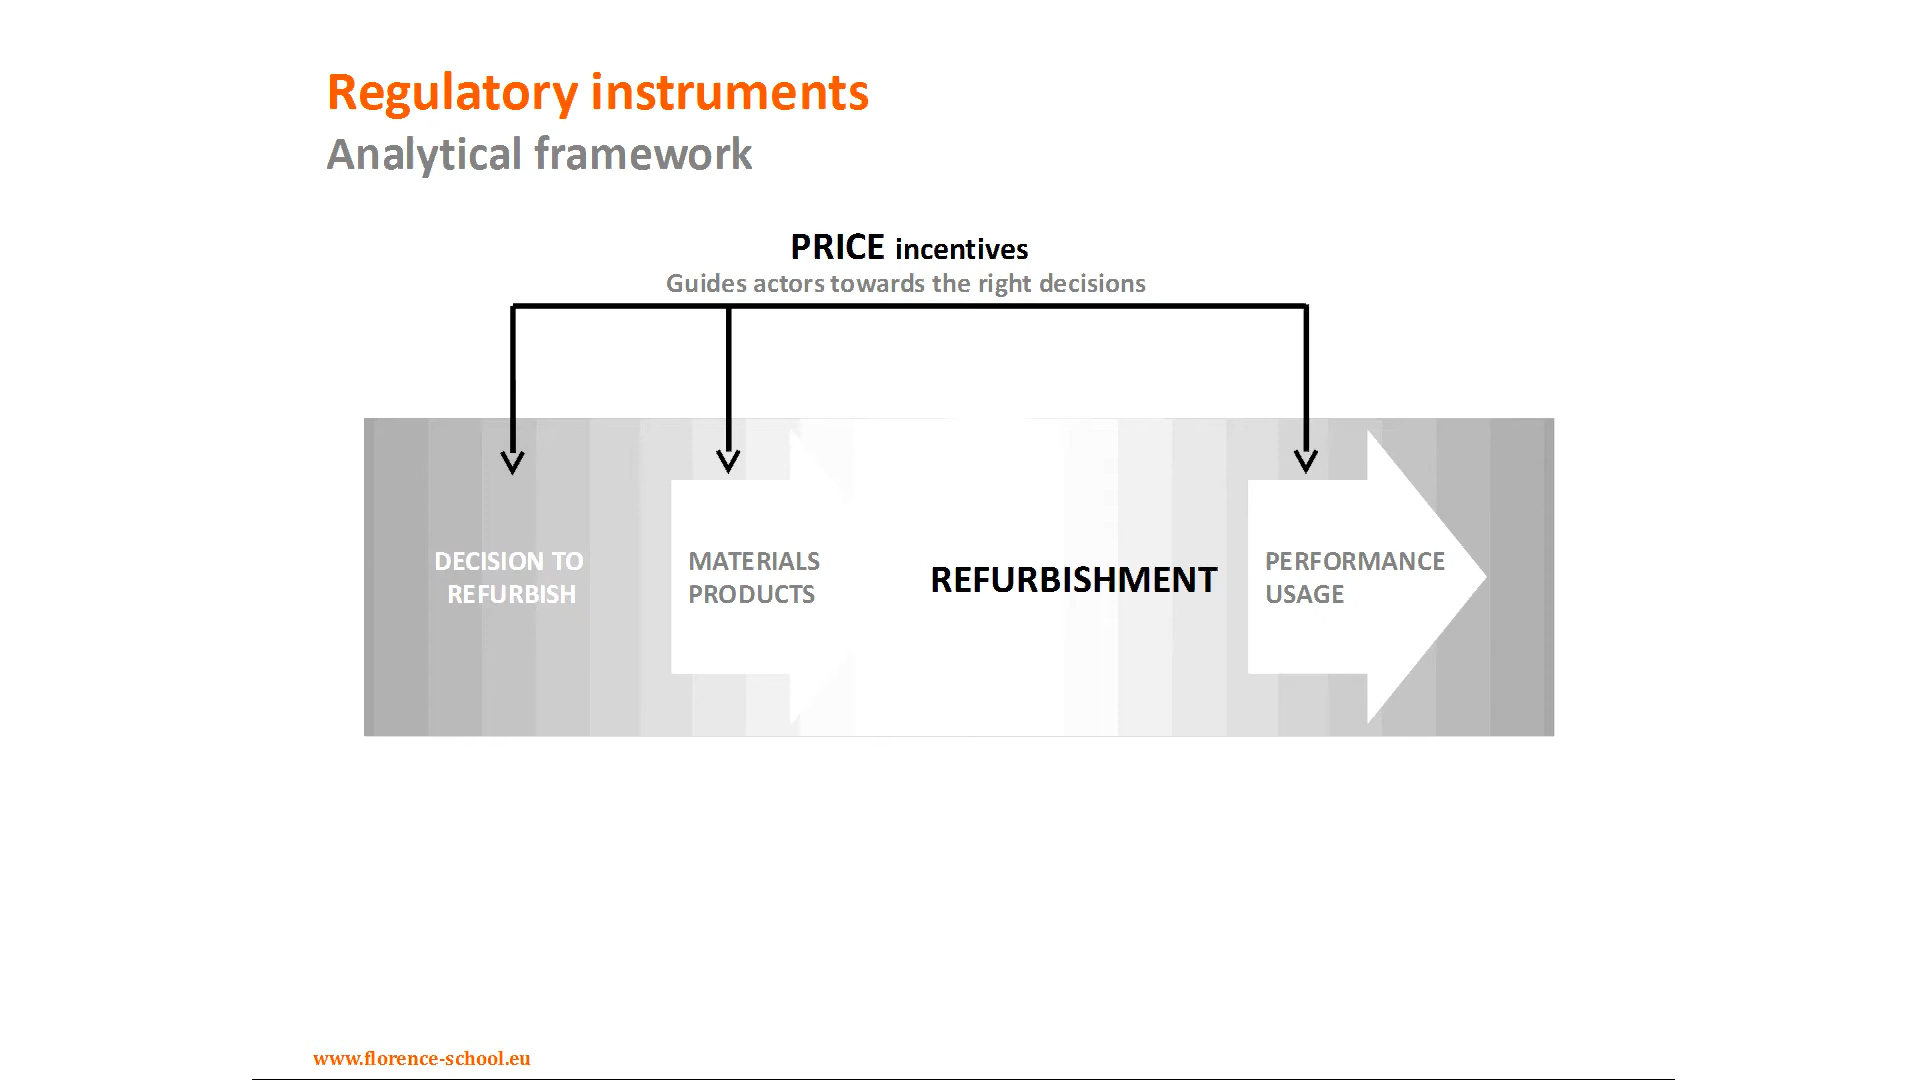 Regulatory instruments
Analytical framework
PRICE incentives
Guides actors towards the right decisions
DECISION TO
REFURBISH
MATERIALS
PRODUCTS
REFURBISHMENT
PERFORMANCE
USAGE
www.florence-school.eu